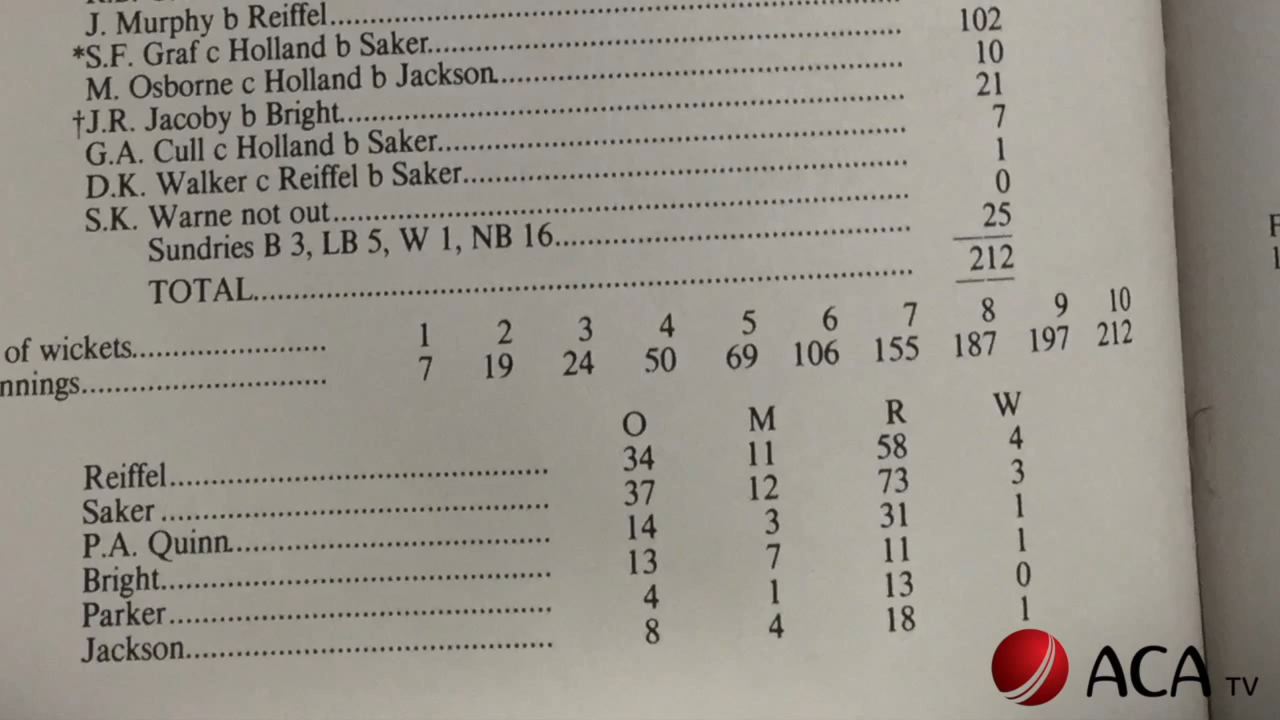 J. Murphy b Reiffel..........
*S.F. Graf c Holland b Saker.......... 102
M. Osborne c Holland b Jackson.......... 10
†J.R. Jacoby b Bright.......... 21
G.A. Cull c Holland b Saker.......... 7
D.K. Walker c Reiffel b Saker.......... 1
S.K. Warne not out.......... 0
Sundries B 3, LB 5, W 1, NB 16.......... 25
TOTAL.......... 212
of wickets.......... 1 2 3 4 5 6 7 8 9 10
nnings.......... 7 19 24 50 69 106 155 187 197 212
O M R W
Reiffel.......... 34 11 58 4
Saker.......... 37 12 73 3
P.A. Quinn.......... 14 3 31 1
Bright.......... 13 7 11 1
Parker.......... 4 1 13 0
Jackson.......... 8 4 18 1
ACA TV